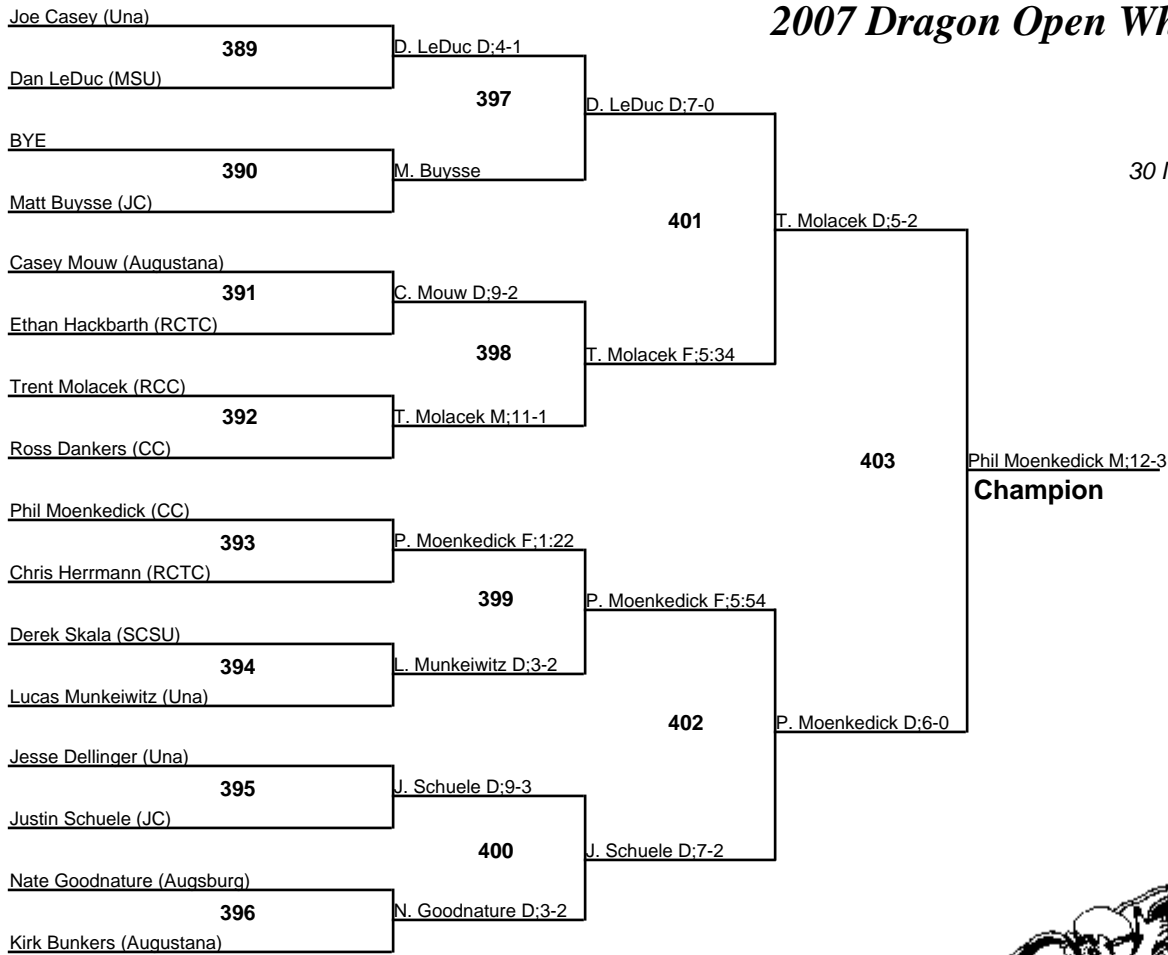 2007 Dragon Open
Joe Casey (Una)
389
D. LeDuc D;4-1
Dan LeDuc (MSU)
397
D. LeDuc D;7-0
BYE
390
M. Buysse
30
Matt Buysse (JC)
401
T. Molacek D;5-2
Casey Mouw (Augustana)
391
C. Mouw D;9-2
Ethan Hackbarth (RCTC)
398
T. Molacek F;5:34
Trent Molacek (RCC)
392
T. Molacek M;11-1
Ross Dankers (CC)
403
Phil Moenkedick M;12-3
Champion
Phil Moenkedick (CC)
393
P. Moenkedick F;1:22
Chris Herrmann (RCTC)
399
P. Moenkedick F;5:54
Derek Skala (SCSU)
394
L. Munkeiwitz D;3-2
Lucas Munkeiwitz (Una)
402
P. Moenkedick D;6-0
Jesse Dellinger (Una)
395
J. Schuele D;9-3
Justin Schuele (JC)
400
J. Schuele D;7-2
Nate Goodnature (Augsburg)
396
N. Goodnature D;3-2
Kirk Bunkers (Augustana)